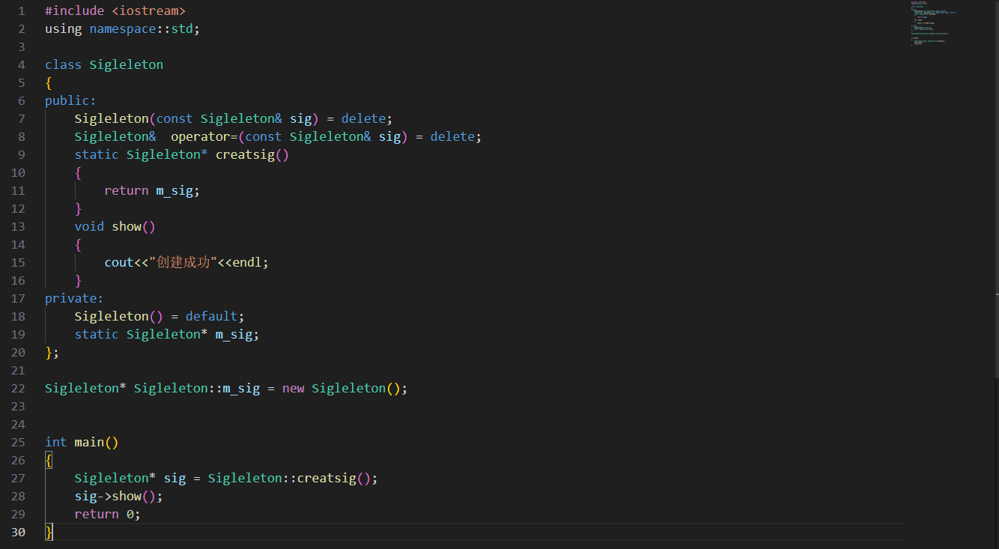 1 #include <iostream>
2 using namespace::std;
3
4 class Sigleleton
5 {
6 public:
7     Sigleleton(const Sigleleton& sig) = delete;
8     Sigleleton&  operator=(const Sigleleton& sig) = delete;
9     static Sigleleton* creatsig()
10     {
11         return m_sig;
12     }
13     void show()
14     {
15         cout<<"创建成功"<<endl;
16     }
17 private:
18     Sigleleton() = default;
19     static Sigleleton* m_sig;
20 };
21
22 Sigleleton* Sigleleton::m_sig = new Sigleleton();
23
24
25 int main()
26 {
27     Sigleleton* sig = Sigleleton::creatsig();
28     sig->show();
29     return 0;
30 }